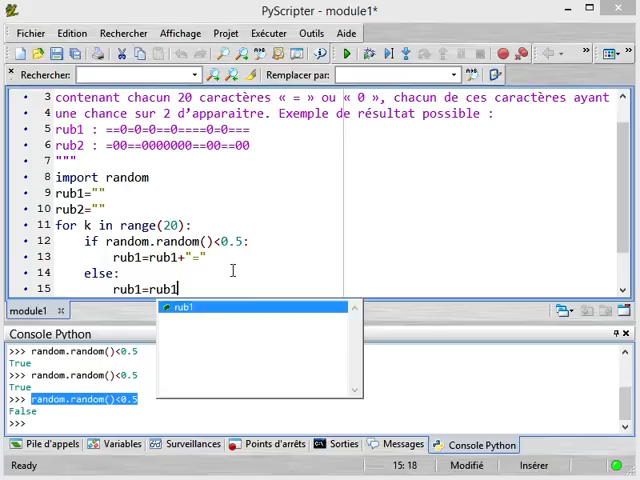 PyScripter - module1*
Fichier Edition Rechercher Affichage Projet Exécuter Outils Aide
Rechercher: Remplacer par:
3 contenant chacun 20 caractères « = » ou « 0 », chacun de ces caractères ayant
4 une chance sur 2 d’apparaître. Exemple de résultat possible :
5 rub1 : ==0=0=0==0====0=0===
6 rub2 : =00==0000000==00==00
7 """
8 import random
9 rub1=""
10 rub2=""
11 for k in range(20):
12 if random.random()<0.5:
13 rub1=rub1+"="
14 else:
15 rub1=rub1
rub1
module1
Console Python
>>> random.random()<0.5
True
>>> random.random()<0.5
True
>>> random.random()<0.5
False
>>>
Pile d'appels Variables Surveillances Points d'arrêts Sorties Messages Console Python
Ready 15: 18 Modifié Insérer